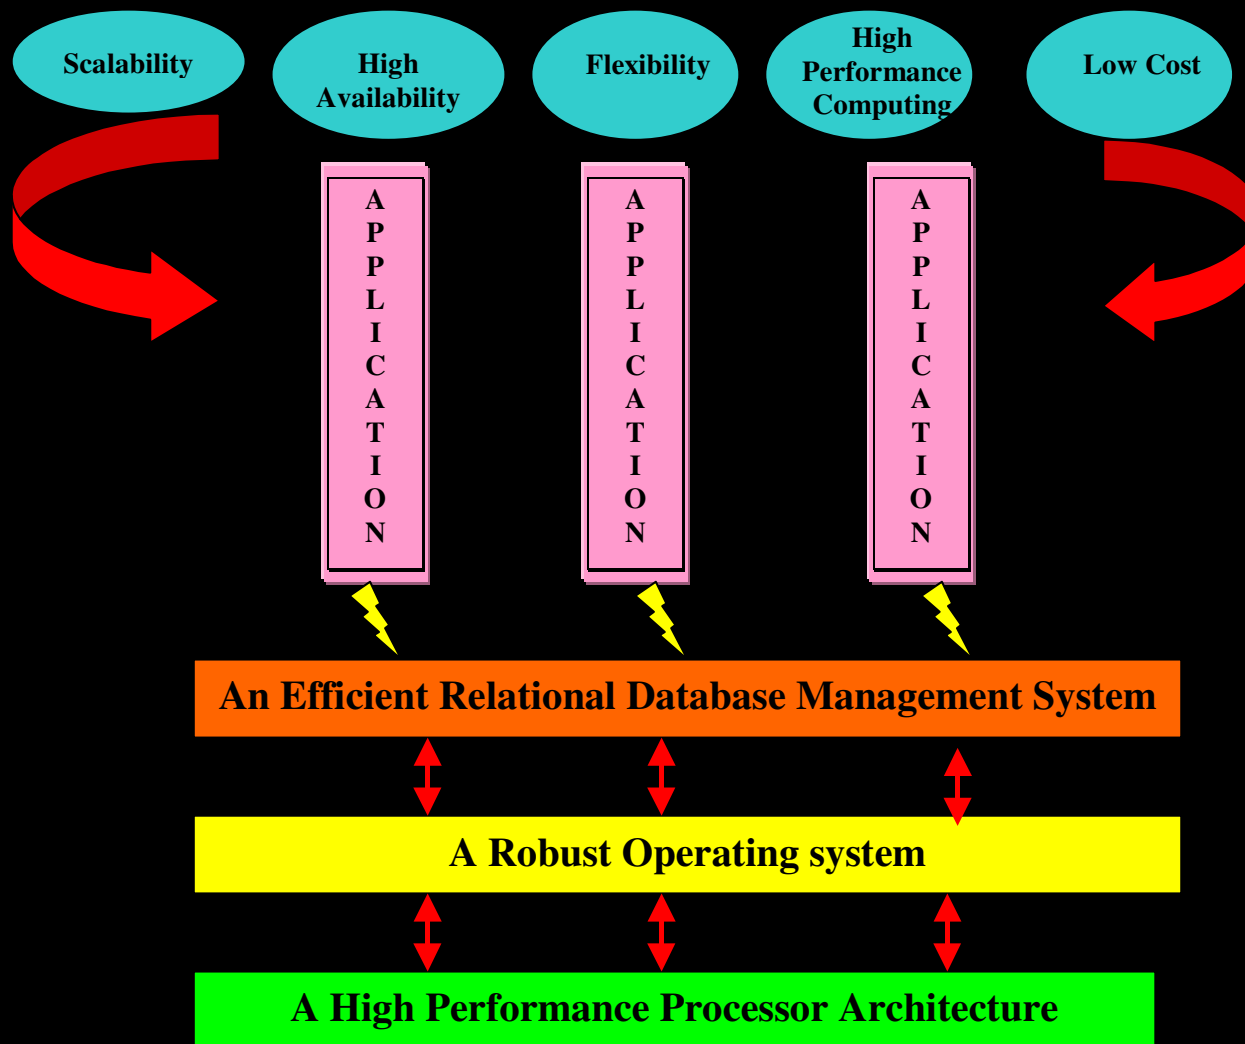 Scalability
High
Availability
Flexibility
High
Performance
Computing
Low Cost
A
P
P
L
I
C
A
T
I
O
N
A
P
P
L
I
C
A
T
I
O
N
A
P
P
L
I
C
A
T
I
O
N
An Efficient Relational Database Management System
A Robust Operating system
A High Performance Processor Architecture